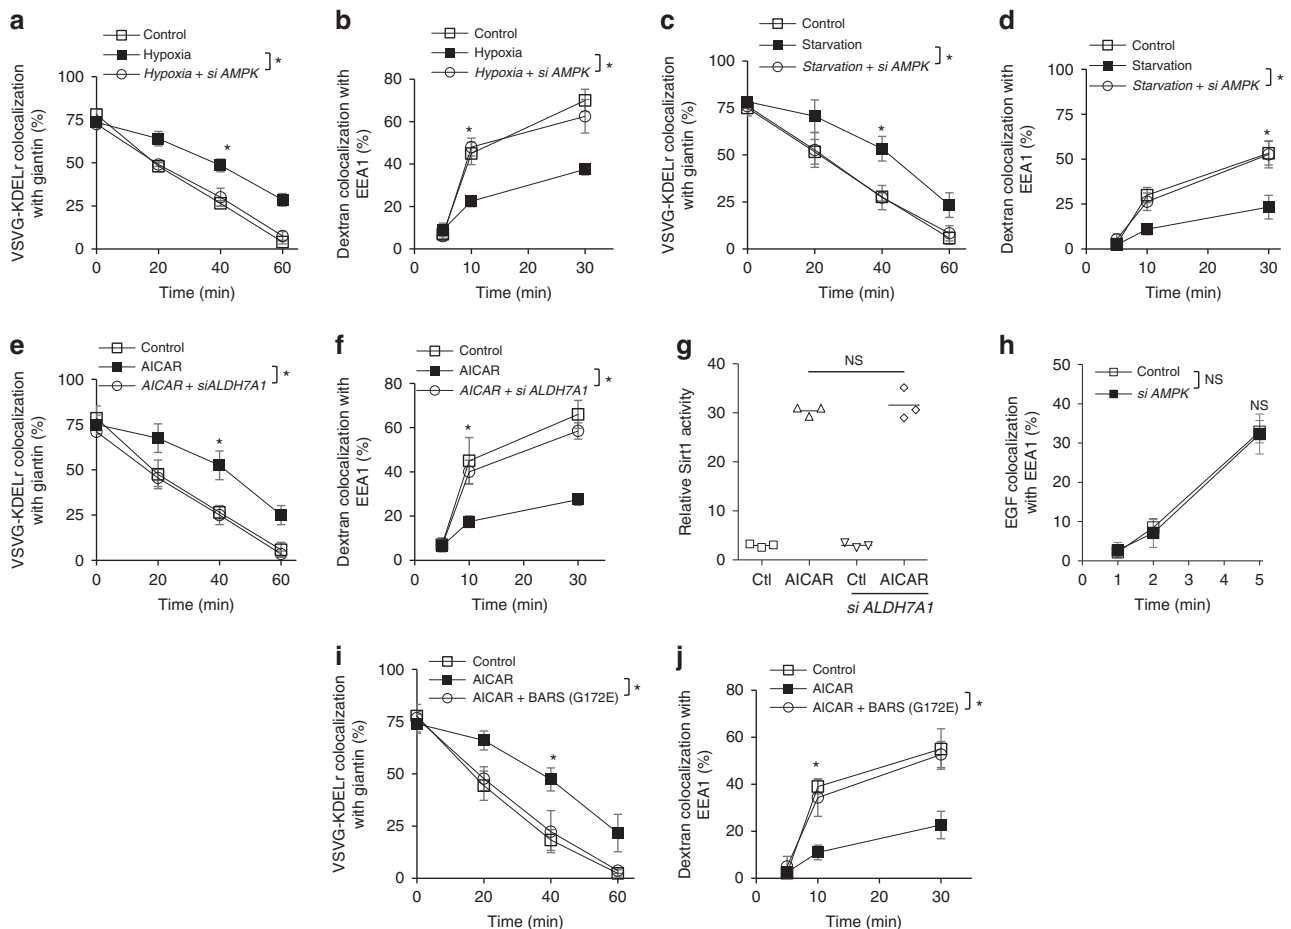 a
Control
Hypoxia
Hypoxia + si AMPK
*
VSVG-KDELr colocalization
with giantin (%)
100
75
50
25
0
*
0 20 40 60
Time (min)
b
Control
Hypoxia
Hypoxia + si AMPK
*
Dextran colocalization with
EEA1 (%)
80
60
40
20
0
*
0 10 20 30
Time (min)
c
Control
Starvation
Starvation + si AMPK
*
VSVG-KDELr colocalization
with giantin (%)
100
75
50
25
0
*
0 20 40 60
Time (min)
d
Control
Starvation
Starvation + si AMPK
*
Dextran colocalization with
EEA1 (%)
100
75
50
25
0
*
0 10 20 30
Time (min)
e
Control
AICAR
AICAR + siALDH7A1
*
VSVG-KDELr colocalization
with giantin (%)
100
75
50
25
0
*
0 20 40 60
Time (min)
f
Control
AICAR
AICAR + si ALDH7A1
*
Dextran colocalization with
EEA1 (%)
80
60
40
20
0
*
0 10 20 30
Time (min)
g
NS
Relative Sirt1 activity
40
30
20
10
0
Ctl AICAR Ctl AICAR
si ALDH7A1
h
Control
si AMPK
NS
EGF colocalization
with EEA1 (%)
50
40
30
20
10
0
NS
0 1 2 3 4 5
Time (min)
i
Control
AICAR
AICAR + BARS (G172E)
*
VSVG-KDELr colocalization
with giantin (%)
100
75
50
25
0
*
0 20 40 60
Time (min)
j
Control
AICAR
AICAR + BARS (G172E)
*
Dextran colocalization with
EEA1 (%)
80
60
40
20
0
*
0 10 20 30
Time (min)